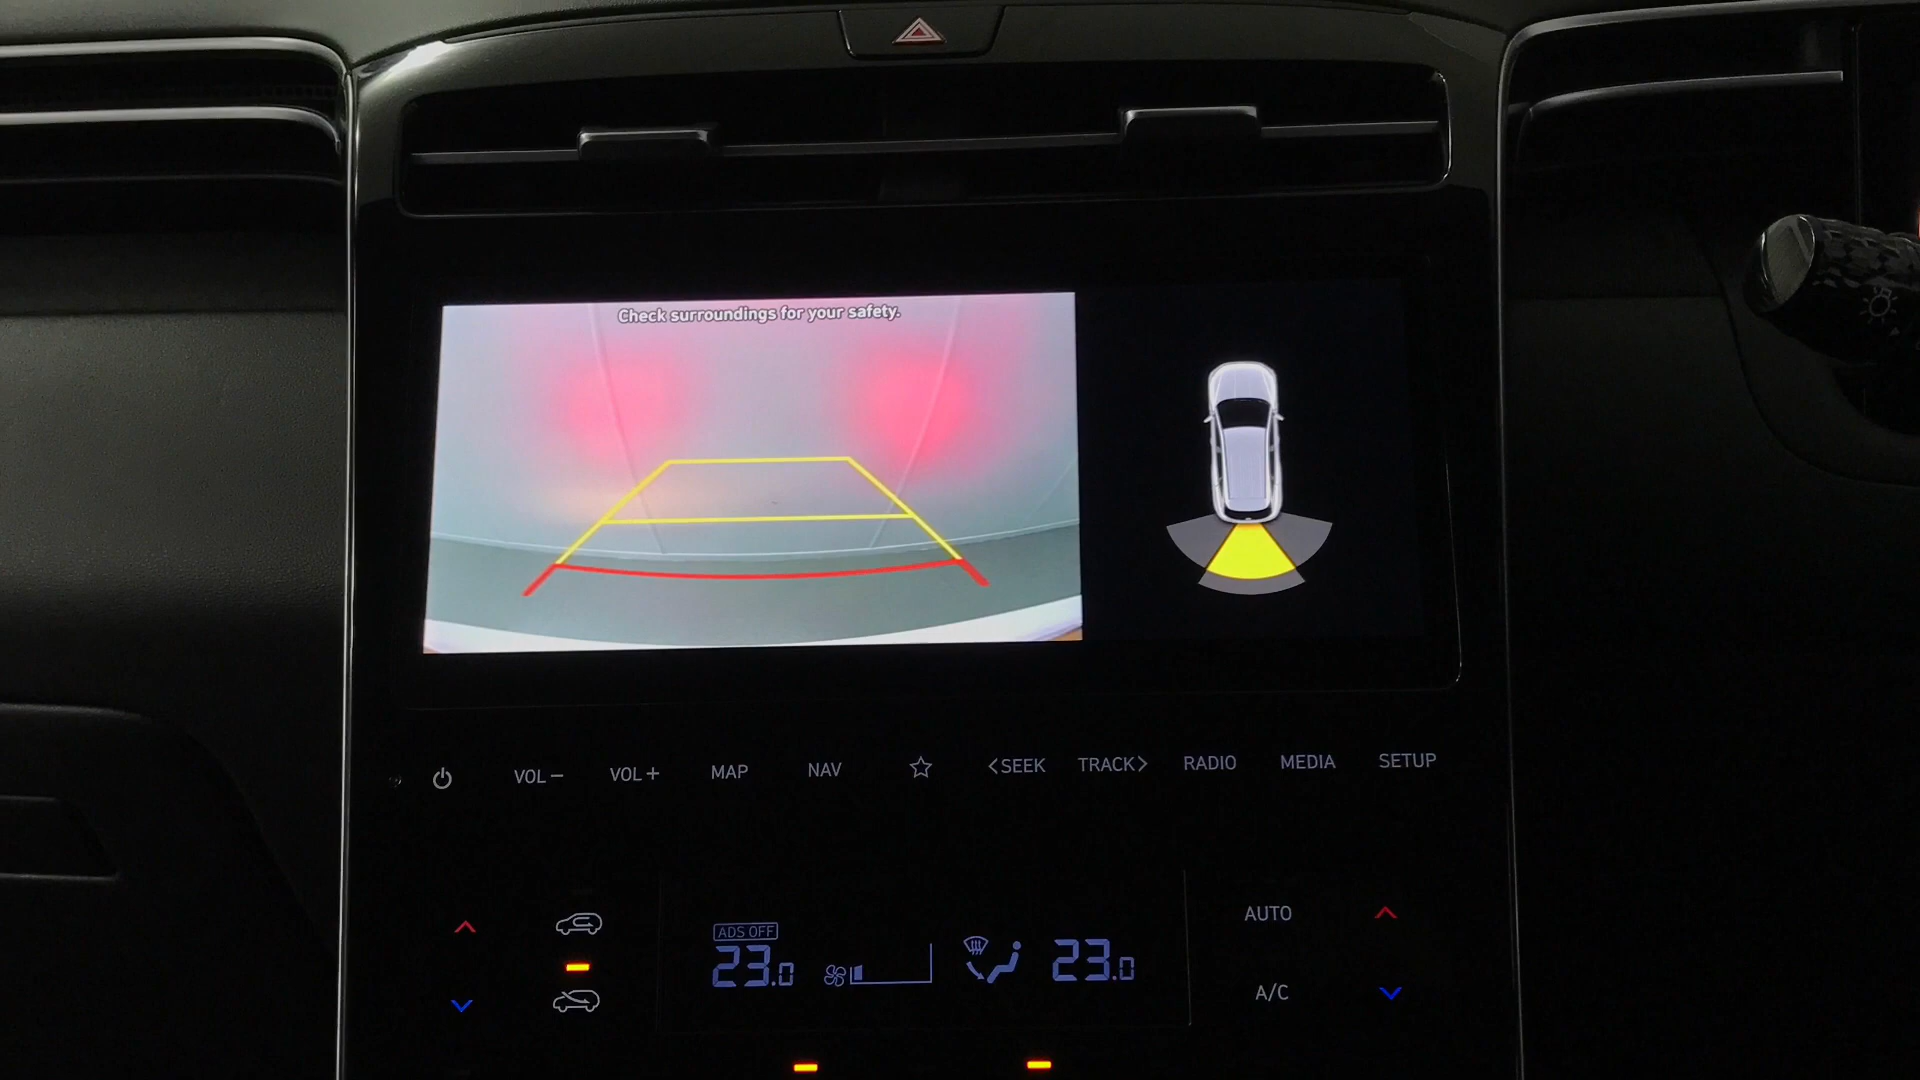 Check surroundings for your safety.
VOL− VOL+ MAP NAV <SEEK TRACK> RADIO MEDIA SETUP
ADS OFF
23.0 23.0
AUTO
A/C